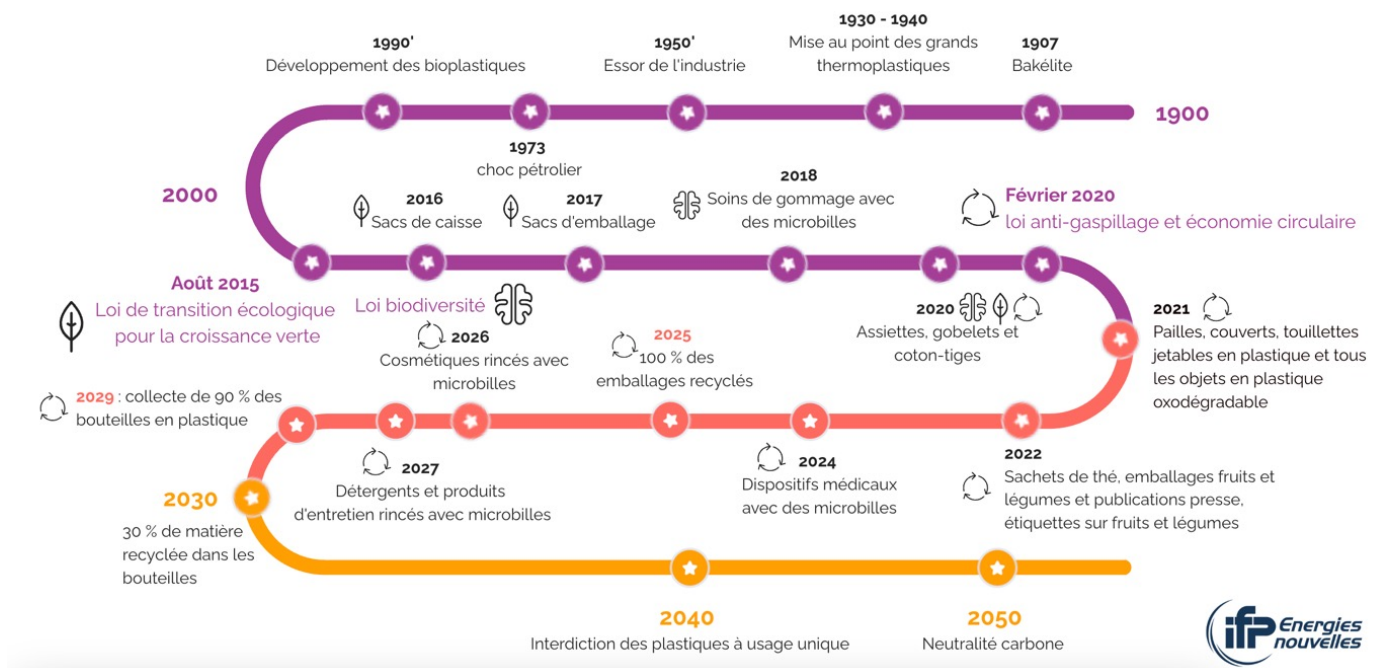 1990'
Développement des bioplastiques
1950'
Essor de l'industrie
1930 - 1940
Mise au point des grands
thermoplastiques
1907
Bakélite
1900
1973
choc pétrolier
2000
2016
Sacs de caisse
2017
Sacs d'emballage
2018
Soins de gommage avec
des microbilles
Février 2020
loi anti-gaspillage et économie circulaire
Août 2015
Loi de transition écologique
pour la croissance verte
Loi biodiversité
2020
Assiettes, gobelets et
coton-tiges
2021
Pailles, couverts, touillettes
jetables en plastique et tous
les objets en plastique
oxodégradable
2026
Cosmétiques rincés avec
microbilles
2025
100 % des
emballages recyclés
2029 : collecte de 90 % des
bouteilles en plastique
2027
Détergents et produits
d'entretien rincés avec microbilles
2024
Dispositifs médicaux
avec des microbilles
2022
Sachets de thé, emballages fruits et
légumes et publications presse,
étiquettes sur fruits et légumes
2030
30 % de matière
recyclée dans les
bouteilles
2040
Interdiction des plastiques à usage unique
2050
Neutralité carbone
ifp Energies
nouvelles